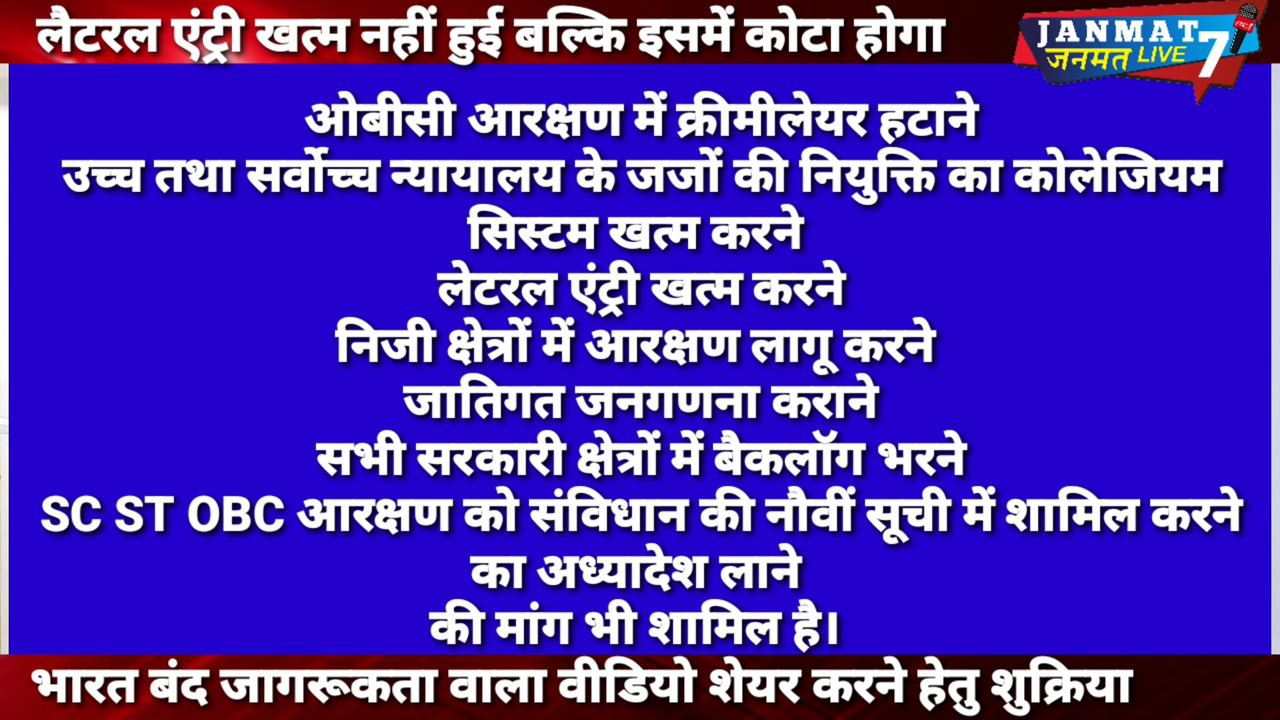 लैटरल एंट्री खत्म नहीं हुई बल्कि इसमें कोटा होगा
JANMAT
जनमत LIVE 7
ओबीसी आरक्षण में क्रीमीलेयर हटाने
उच्च तथा सर्वोच्च न्यायालय के जजों की नियुक्ति का कोलेजियम
सिस्टम खत्म करने
लेटरल एंट्री खत्म करने
निजी क्षेत्रों में आरक्षण लागू करने
जातिगत जनगणना कराने
सभी सरकारी क्षेत्रों में बैकलॉग भरने
SC ST OBC आरक्षण को संविधान की नौवीं सूची में शामिल करने
का अध्यादेश लाने
की मांग भी शामिल है।
भारत बंद जागरूकता वाला वीडियो शेयर करने हेतु शुक्रिया